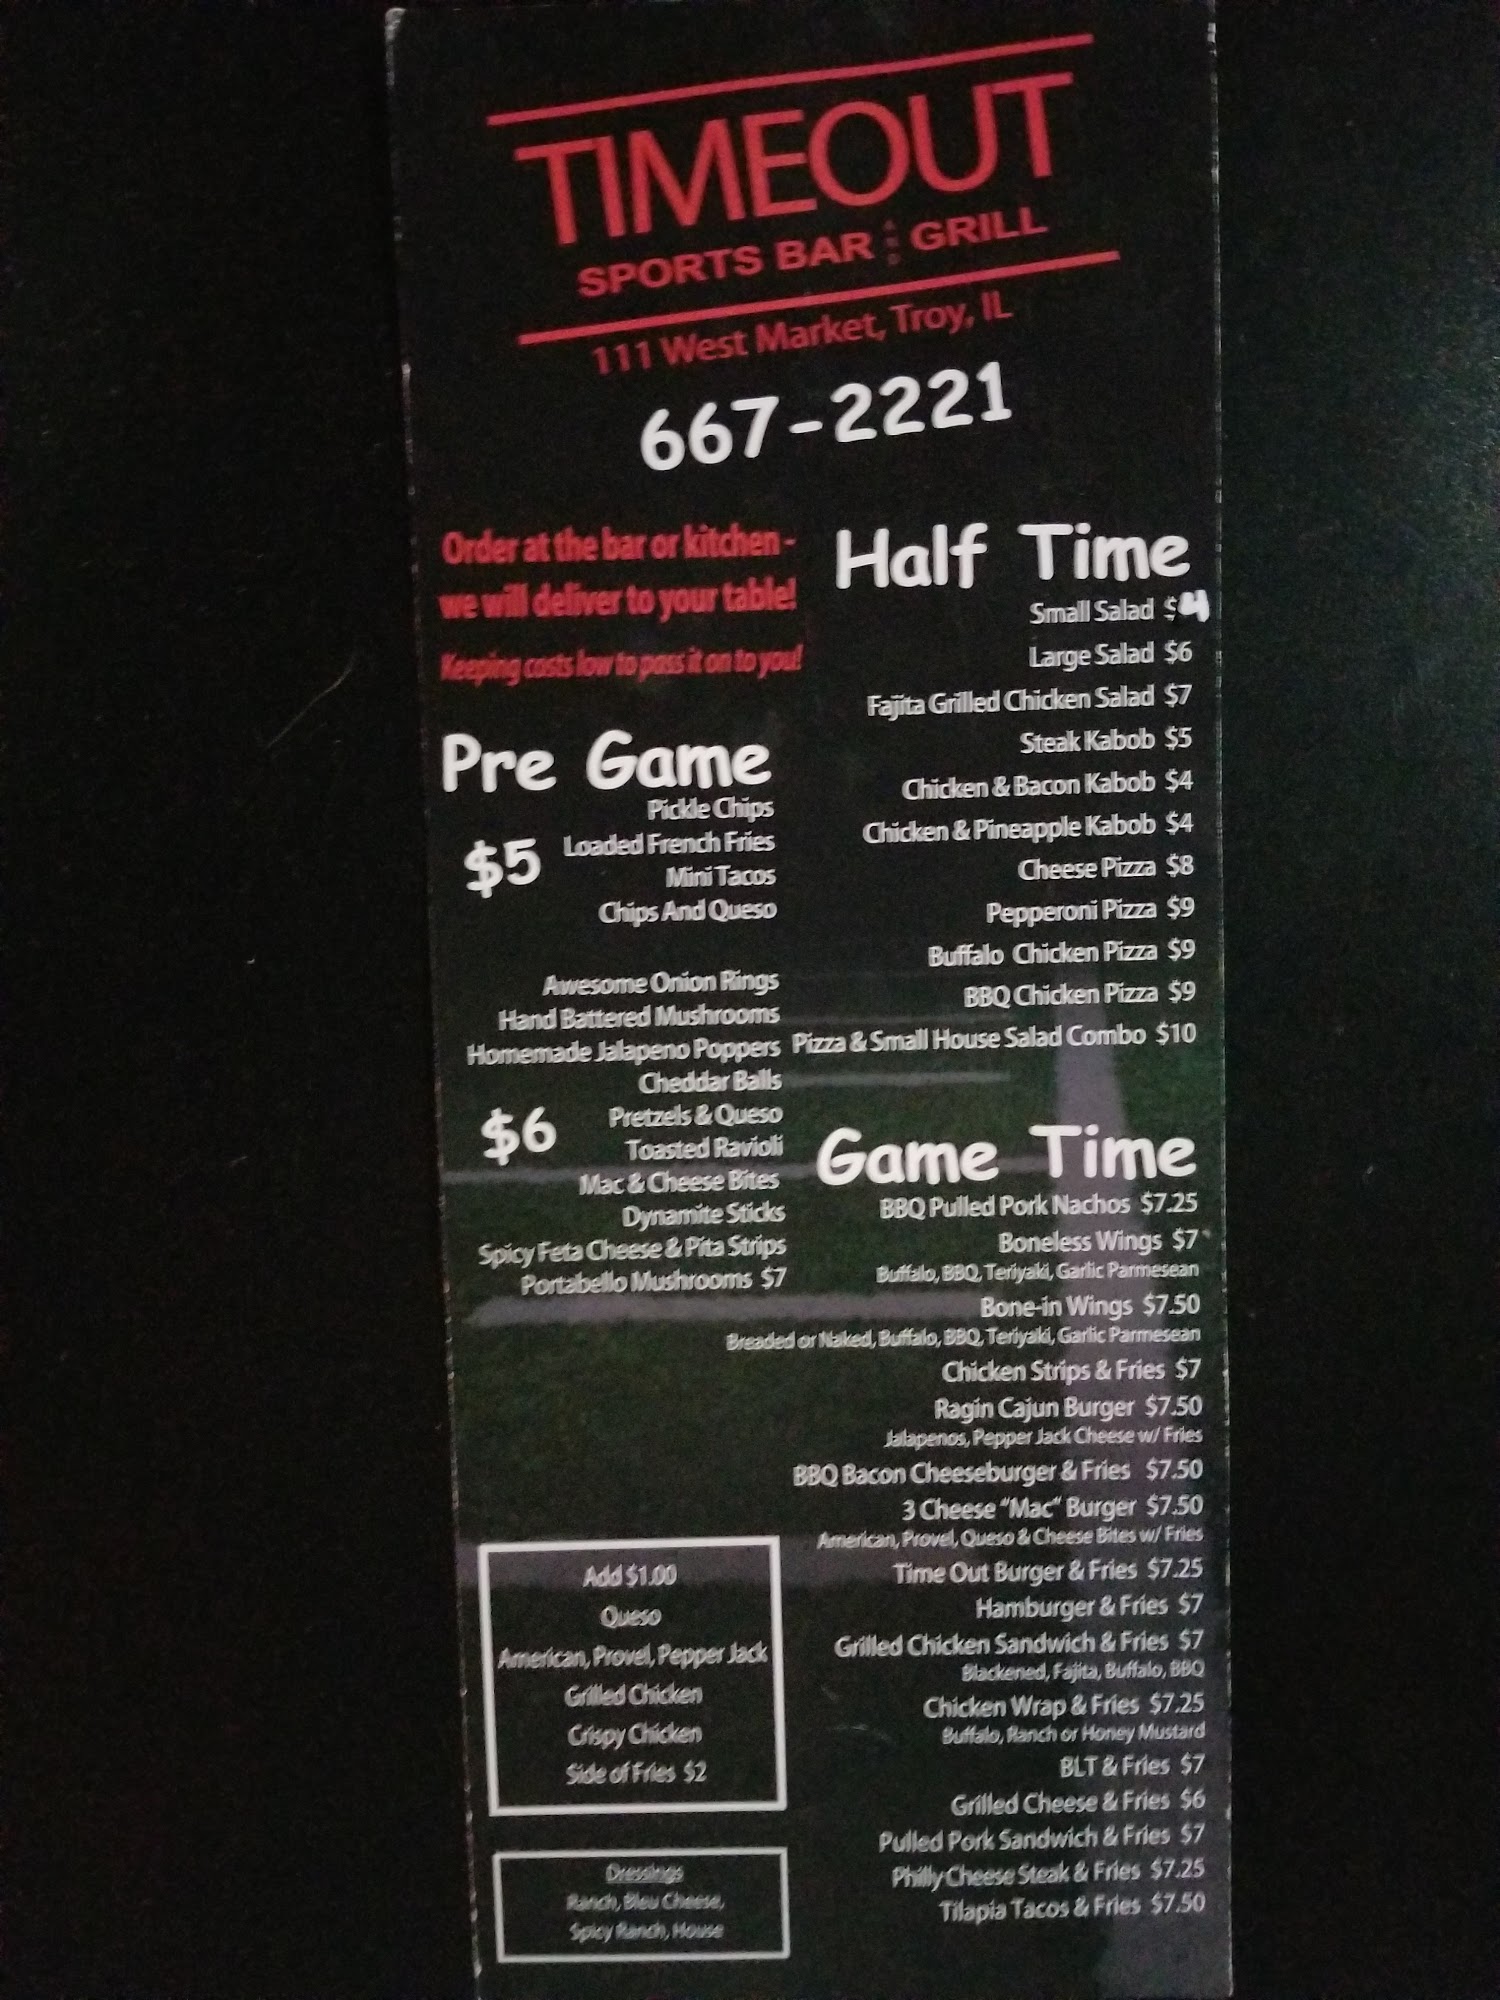 TIMEOUT
SPORTS BAR AND GRILL
111 West Market, Troy, IL
667-2221
Order at the bar or kitchen -
we will deliver to your table!
Keeping costs low to pass it on to you!
Pre Game
Pickle Chips
$5 Loaded French Fries
Mini Tacos
Chips And Queso
Awesome Onion Rings
Hand Battered Mushrooms
Homemade Jalapeno Poppers
Cheddar Balls
$6 Pretzels & Queso
Toasted Ravioli
Mac & Cheese Bites
Dynamite Sticks
Spicy Feta Cheese & Pita Strips
Portabello Mushrooms $7
Add $1.00
Queso
American, Provel, Pepper Jack
Grilled Chicken
Crispy Chicken
Side of Fries $2
Dressings
Ranch, Bleu Cheese,
Spicy Ranch, House
Half Time
Small Salad $4
Large Salad $6
Fajita Grilled Chicken Salad $7
Steak Kabob $5
Chicken & Bacon Kabob $4
Chicken & Pineapple Kabob $4
Cheese Pizza $8
Pepperoni Pizza $9
Buffalo Chicken Pizza $9
BBQ Chicken Pizza $9
Pizza & Small House Salad Combo $10
Game Time
BBQ Pulled Pork Nachos $7.25
Boneless Wings $7
Buffalo, BBQ, Teriyaki, Garlic Parmesean
Bone-in Wings $7.50
Breaded or Naked, Buffalo, BBQ, Teriyaki, Garlic Parmesean
Chicken Strips & Fries $7
Ragin Cajun Burger $7.50
Jalapenos, Pepper Jack Cheese w/ Fries
BBQ Bacon Cheeseburger & Fries $7.50
3 Cheese "Mac" Burger $7.50
American, Provel, Queso & Cheese Bites w/ Fries
Time Out Burger & Fries $7.25
Hamburger & Fries $7
Grilled Chicken Sandwich & Fries $7
Blackened, Fajita, Buffalo, BBQ
Chicken Wrap & Fries $7.25
Buffalo, Ranch or Honey Mustard
BLT & Fries $7
Grilled Cheese & Fries $6
Pulled Pork Sandwich & Fries $7
Philly Cheese Steak & Fries $7.25
Tilapia Tacos & Fries $7.50